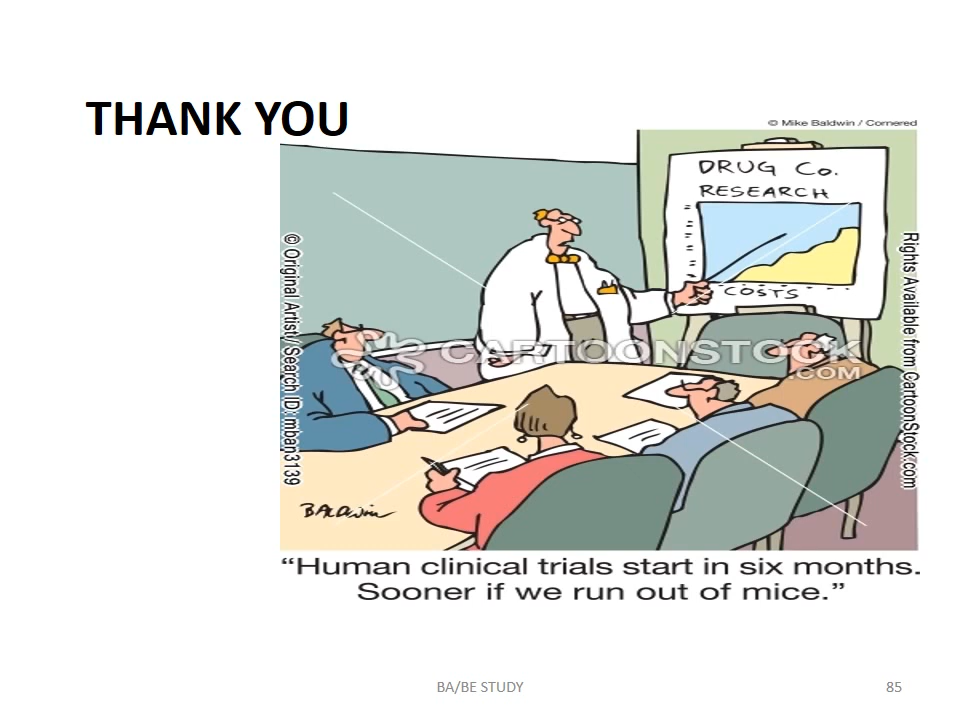 THANK YOU
© Mike Baldwin / Cornered
DRUG Co.
RESEARCH
COSTS
© Original Artist / Search ID: mban3139
Rights Available from CartoonStock.com
CARTOONSTOCK
.COM
BALDWIN
“Human clinical trials start in six months.
Sooner if we run out of mice.”
BA/BE STUDY
85